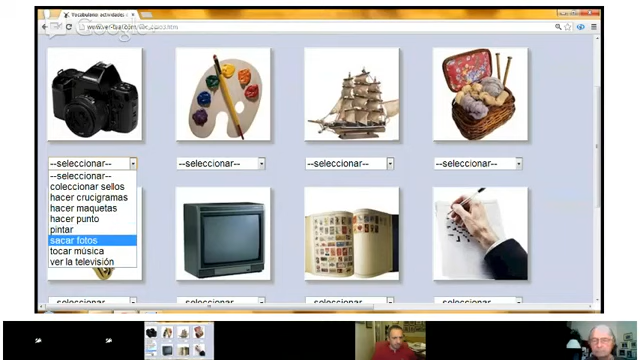 Vocabulario: actividades
--seleccionar--
--seleccionar--
--seleccionar--
--seleccionar--
--seleccionar--
coleccionar sellos
hacer crucigramas
hacer maquetas
hacer punto
pintar
sacar fotos
tocar música
ver la televisión